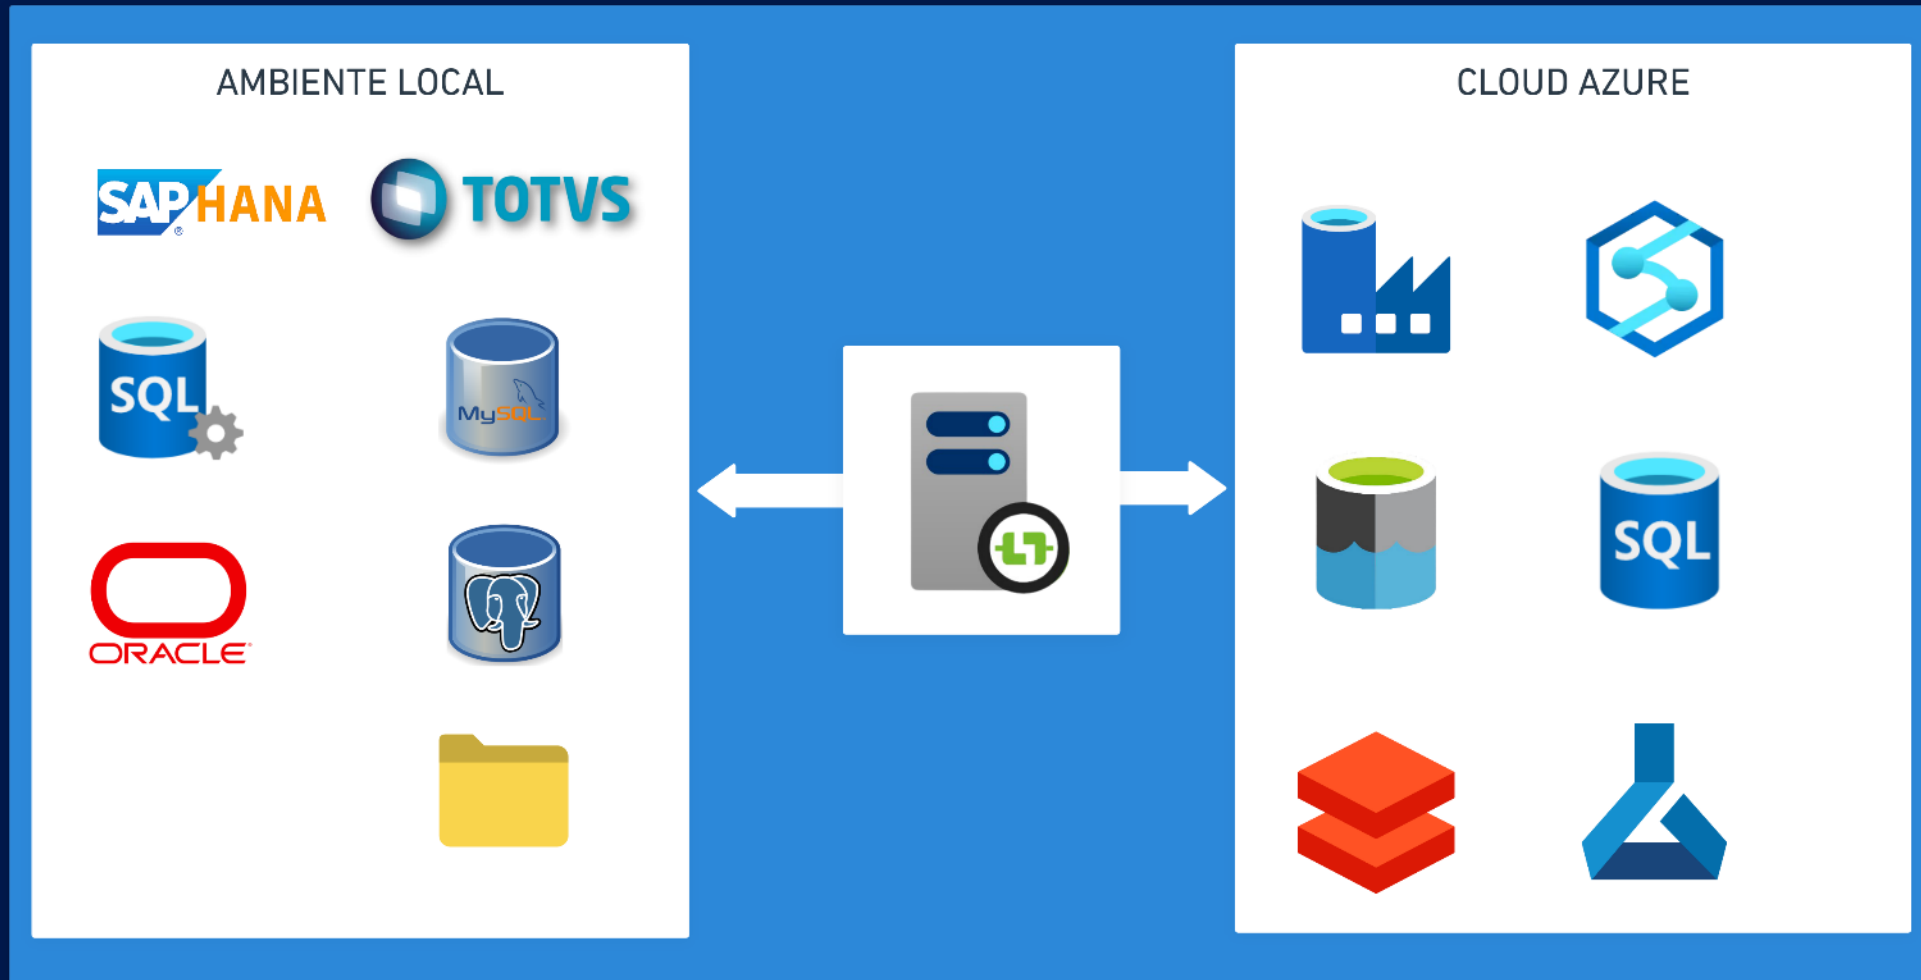 AMBIENTE LOCAL
SAP HANA
®
TOTVS
SQL
MySQL
ORACLE
CLOUD AZURE
SQL